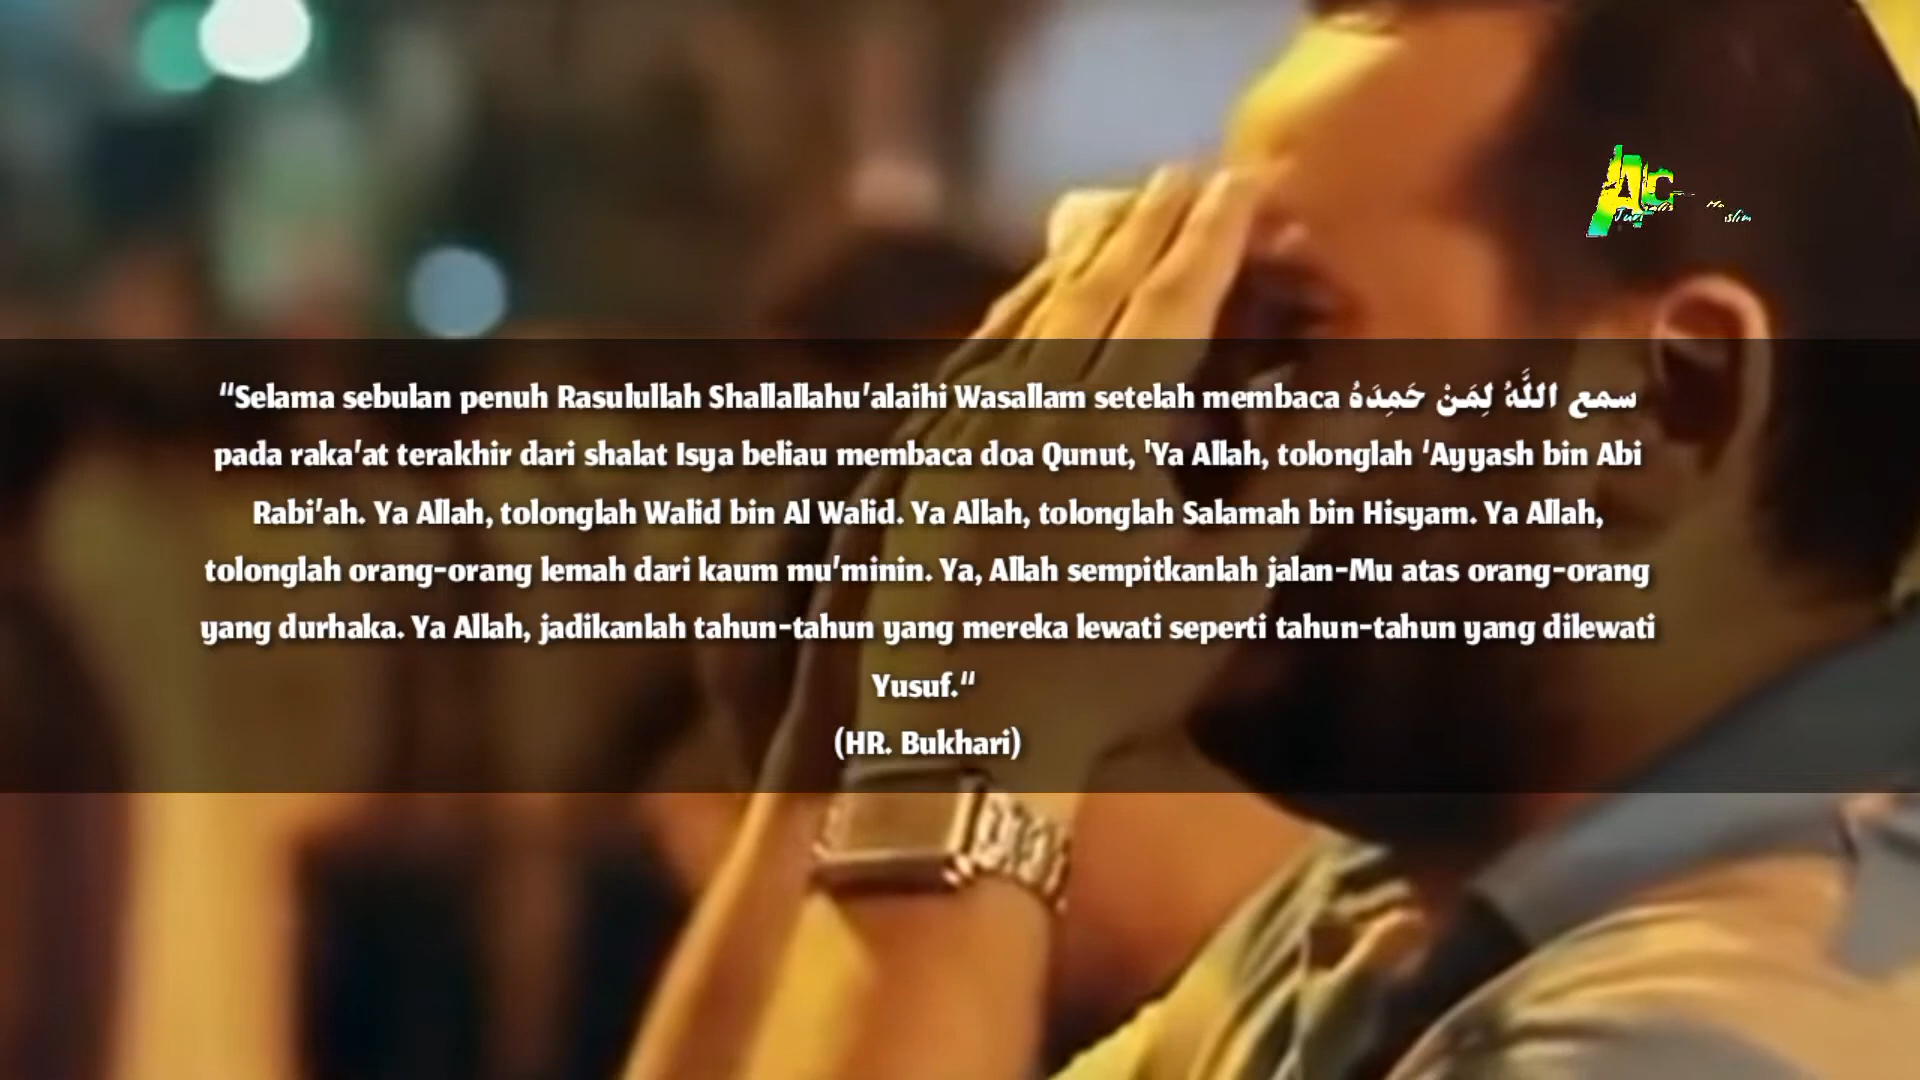 "Selama sebulan penuh Rasulullah Shallallahu'alaihi Wasallam setelah membaca سمع اللَّهُ لِمَنْ حَمِدَهُ
pada raka'at terakhir dari shalat Isya beliau membaca doa Qunut, 'Ya Allah, tolonglah 'Ayyash bin Abi
Rabi'ah. Ya Allah, tolonglah Walid bin Al Walid. Ya Allah, tolonglah Salamah bin Hisyam. Ya Allah,
tolonglah orang-orang lemah dari kaum mu'minin. Ya, Allah sempitkanlah jalan-Mu atas orang-orang
yang durhaka. Ya Allah, jadikanlah tahun-tahun yang mereka lewati seperti tahun-tahun yang dilewati
Yusuf."
(HR. Bukhari)
AC